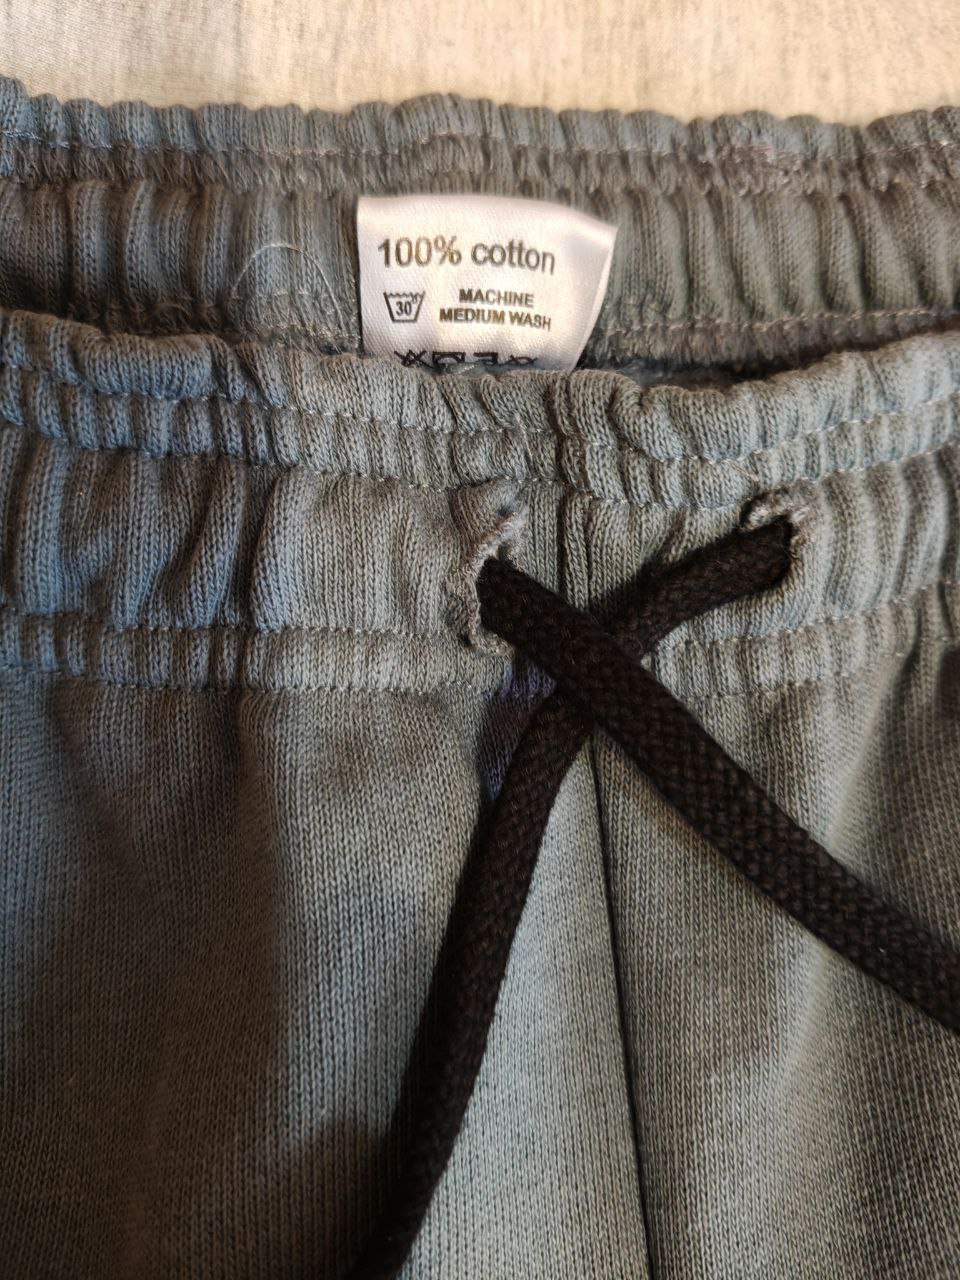 100% cotton
30°
MACHINE
MEDIUM WASH